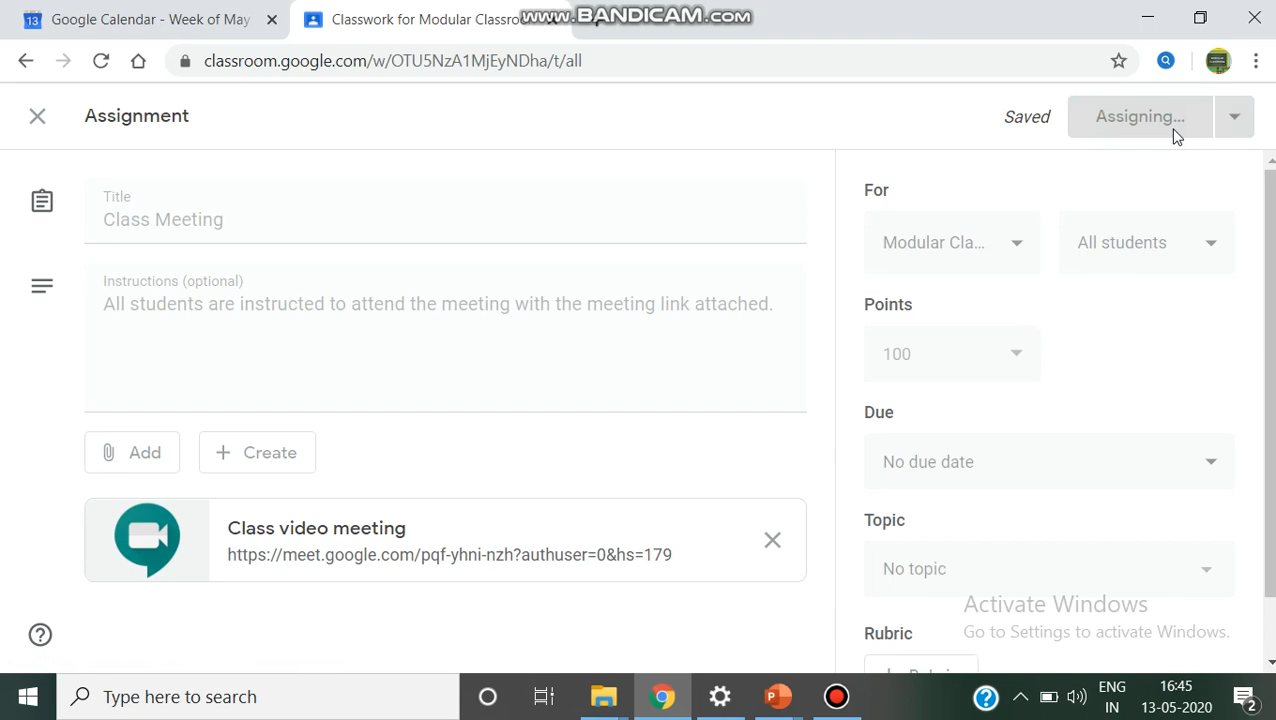 Google Calendar - Week of May
Classwork for Modular Classro
www.BANDICAM.com
classroom.google.com/w/OTU5NzA1MjEyNDha/t/all
Assignment
Saved
Assigning...
Title
Class Meeting
Instructions (optional)
All students are instructed to attend the meeting with the meeting link attached.
Add
Create
Class video meeting
https://meet.google.com/pqf-yhni-nzh?authuser=0&hs=179
For
Modular Cla...
All students
Points
100
Due
No due date
Topic
No topic
Rubric
Activate Windows
Go to Settings to activate Windows.
Type here to search
ENG
IN
16:45
13-05-2020
2